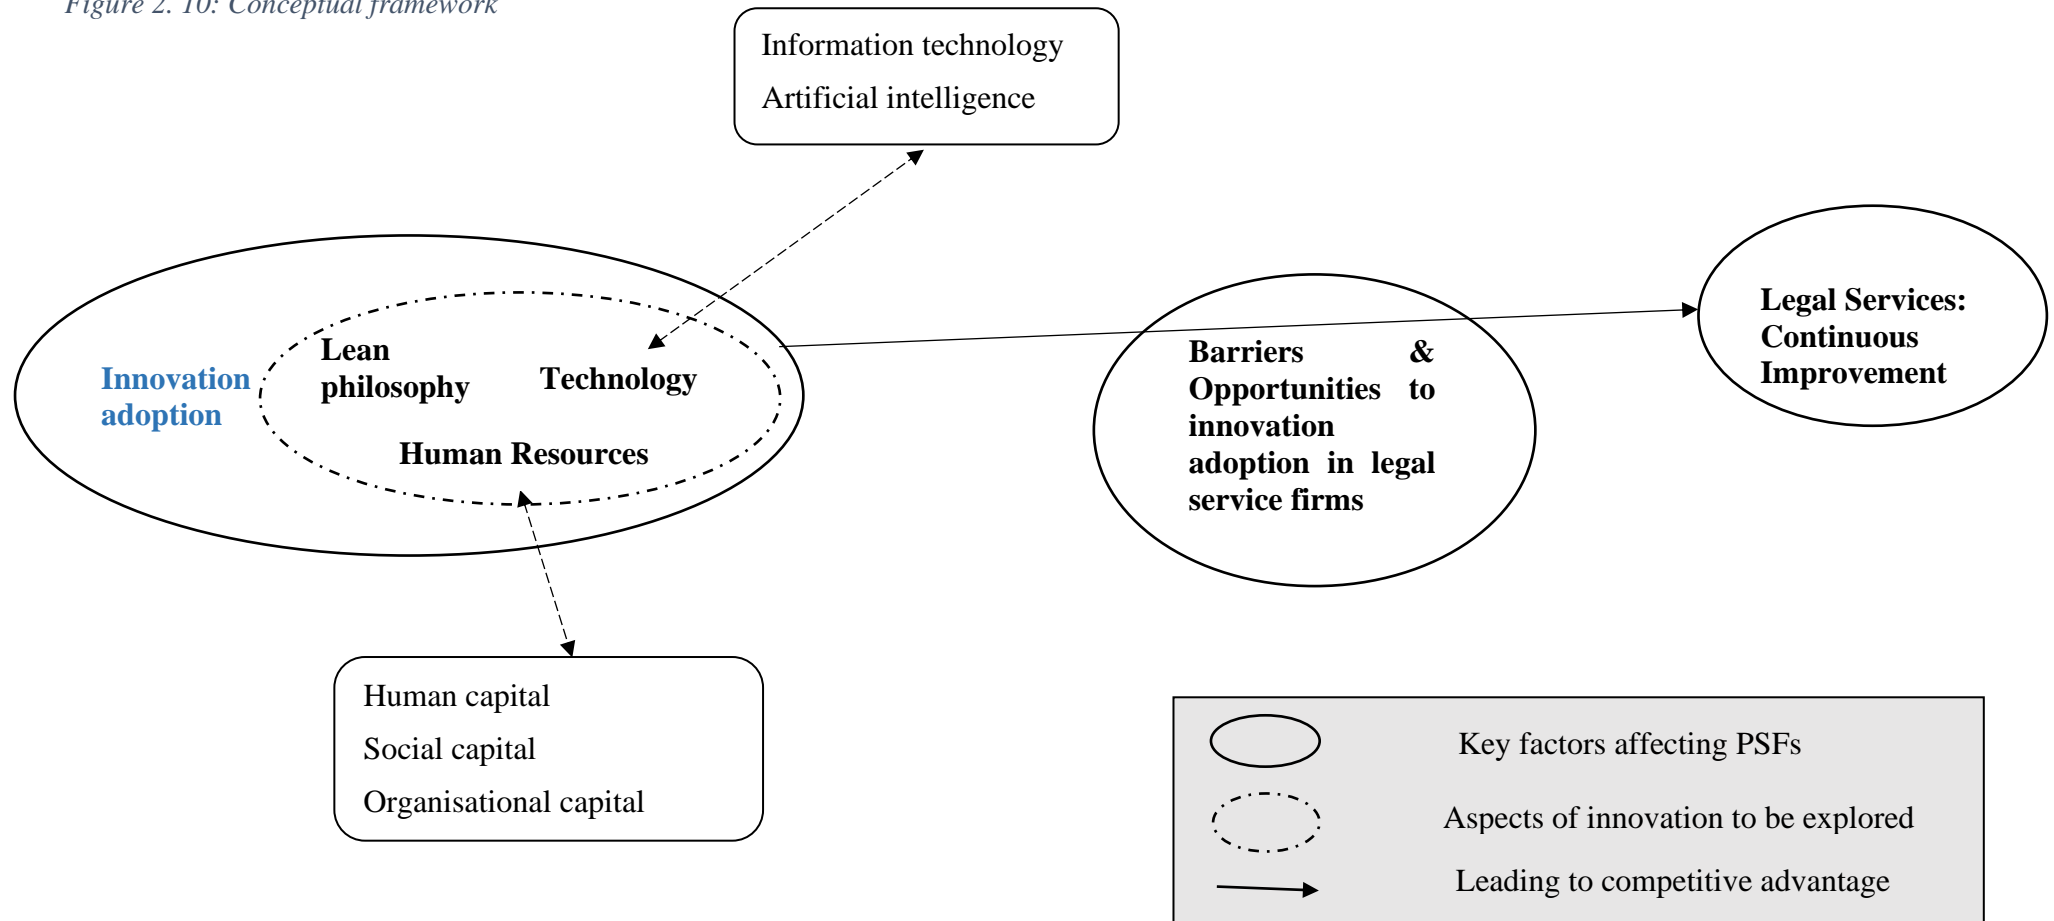 Figure 2. 10: Conceptual framework
Information technology
Artificial intelligence
Innovation
adoption
Lean
philosophy
Technology
Human Resources
Barriers &
Opportunities to
innovation
adoption in legal
service firms
Legal Services:
Continuous
Improvement
Human capital
Social capital
Organisational capital
Key factors affecting PSFs
Aspects of innovation to be explored
Leading to competitive advantage